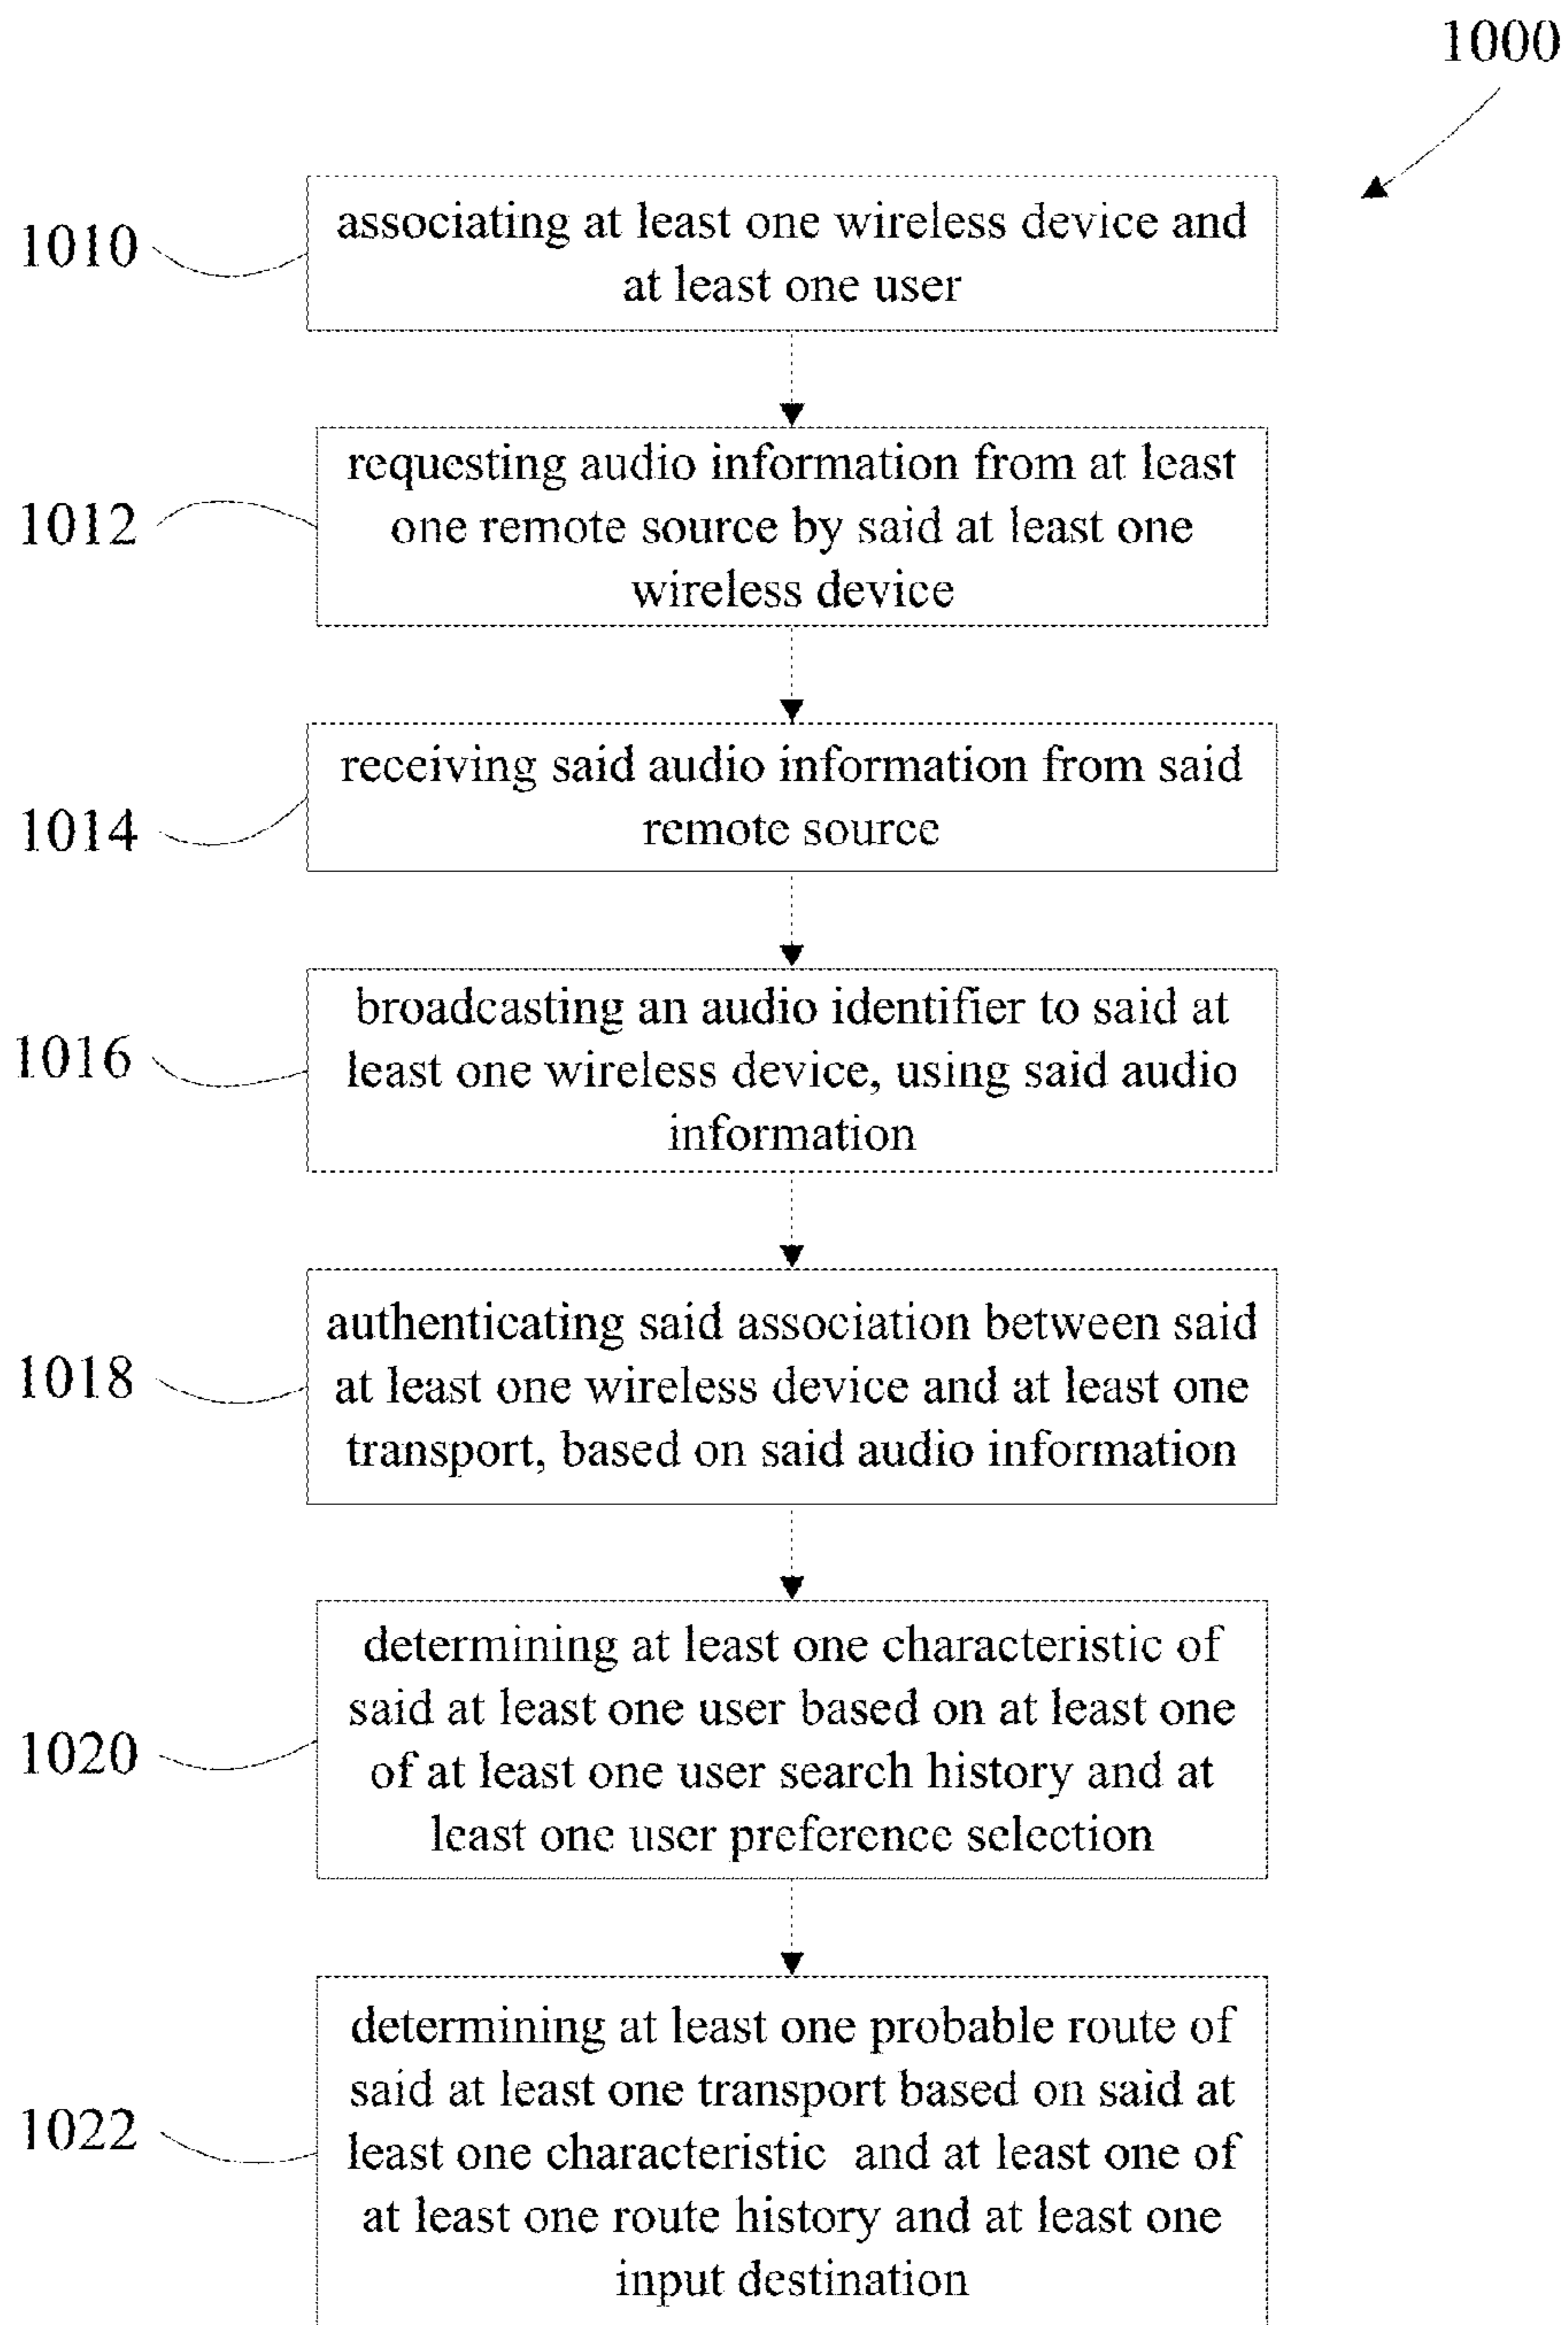 1000
1010
associating at least one wireless device and
at least one user
1012
requesting audio information from at least
one remote source by said at least one
wireless device
1014
receiving said audio information from said
remote source
1016
broadcasting an audio identifier to said at
least one wireless device, using said audio
information
1018
authenticating said association between said
at least one wireless device and at least one
transport, based on said audio information
1020
determining at least one characteristic of
said at least one user based on at least one
of at least one user search history and at
least one user preference selection
1022
determining at least one probable route of
said at least one transport based on said at
least one characteristic and at least one of
at least one route history and at least one
input destination